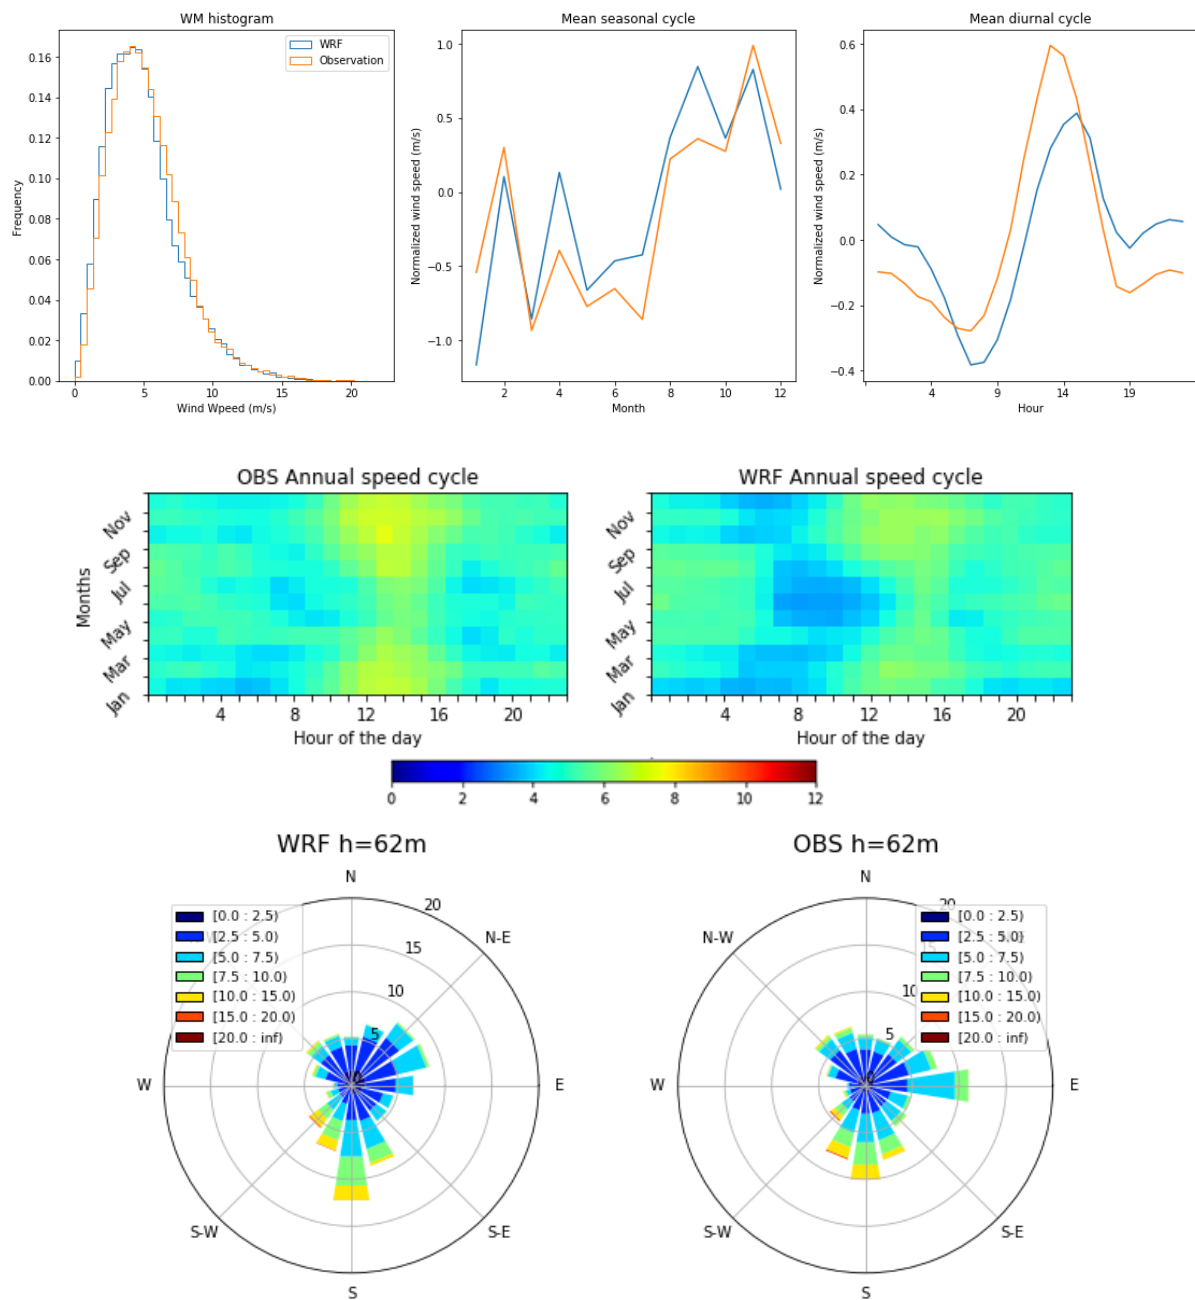 WM histogram
Mean seasonal cycle
Mean diurnal cycle
WRF
Observation
0.16
0.14
0.12
0.10
0.08
0.06
0.04
0.02
0.00
Frequency
0
5
10
15
20
Wind Wpeed (m/s)
1.0
0.5
0.0
−0.5
−1.0
Normalized wind speed (m/s)
2
4
6
8
10
12
Month
0.6
0.4
0.2
0.0
−0.2
−0.4
Normalized wind speed (m/s)
4
9
14
19
Hour
OBS Annual speed cycle
WRF Annual speed cycle
Months
Nov
Sep
Jul
May
Mar
Jan
4
8
12
16
20
Hour of the day
Nov
Sep
Jul
May
Mar
Jan
4
8
12
16
20
Hour of the day
0
2
4
6
8
10
12
WRF h=62m
OBS h=62m
N
N-E
E
S-E
S
S-W
W
20
15
10
5
0
[0.0 : 2.5)
[2.5 : 5.0)
[5.0 : 7.5)
[7.5 : 10.0)
[10.0 : 15.0)
[15.0 : 20.0)
[20.0 : inf)
N
N-W
W
S-W
S
S-E
E
20
10
5
0
[0.0 : 2.5)
[2.5 : 5.0)
[5.0 : 7.5)
[7.5 : 10.0)
[10.0 : 15.0)
[15.0 : 20.0)
[20.0 : inf)